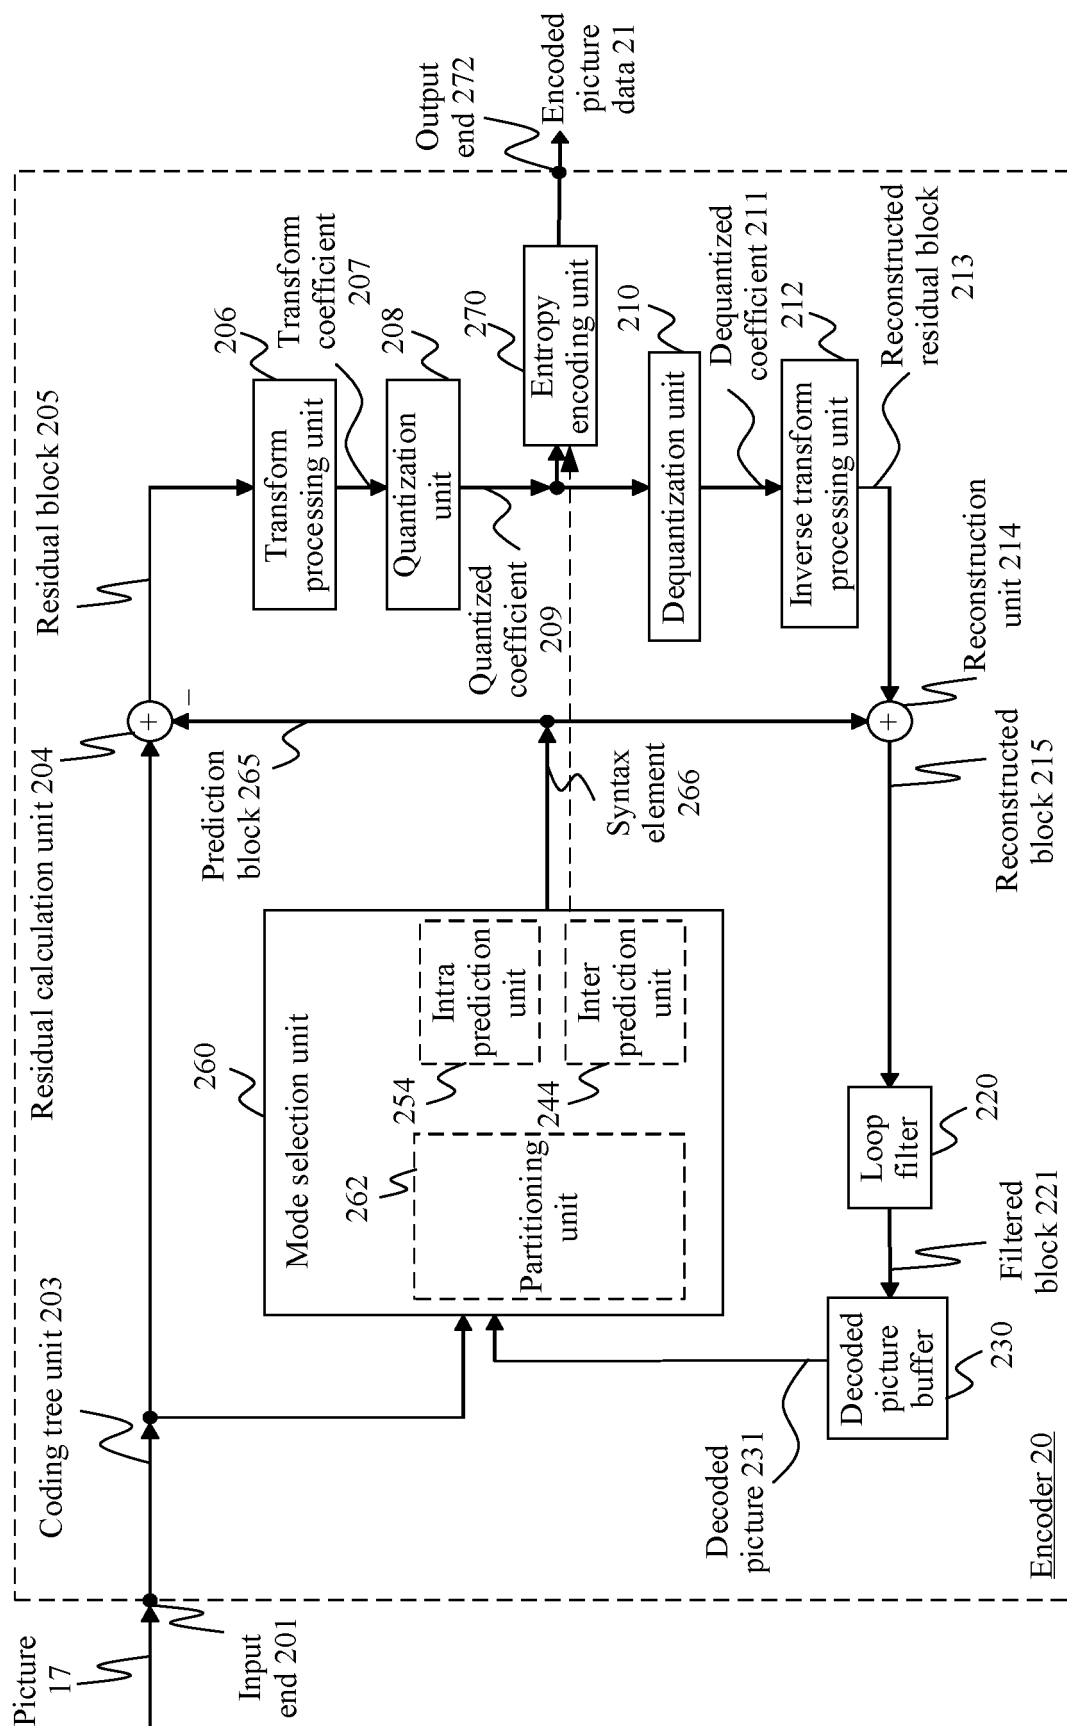 Picture
17
Input
end 201
Coding tree unit 203
Residual calculation unit 204
Residual block 205
+
−
Prediction
block 265
206
Transform
processing unit
Transform
coefficient
207
208
Quantization
unit
Quantized
coefficient
209
270
Entropy
encoding unit
Output
end 272
Encoded
picture
data 21
260
Mode selection unit
262
Partitioning
unit
254
Intra
prediction
unit
244
Inter
prediction
unit
Syntax
element
266
210
Dequantization unit
Dequantized
coefficient 211
212
Inverse transform
processing unit
Reconstructed
residual block
213
+
Reconstruction
unit 214
Reconstructed
block 215
220
Loop
filter
Filtered
block 221
Decoded
picture
buffer
230
Decoded
picture 231
Encoder 20